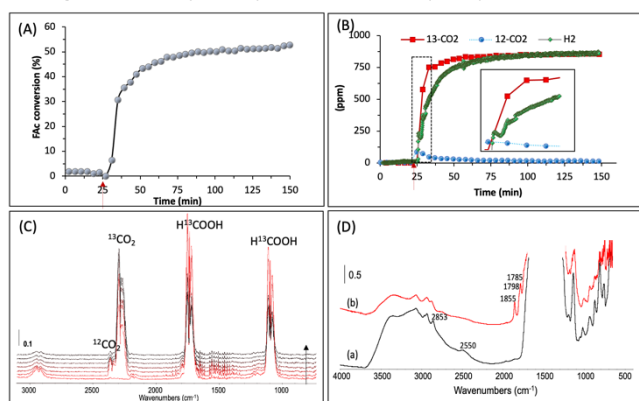 (A)
FAc conversion (%)
60
50
40
30
20
10
0
0 25 50 75 100 125 150
Time (min)
(B)
13-CO2 12-CO2 H2
(ppm)
1000
750
500
250
0
0 25 50 75 100 125 150
Time (min)
(C)
¹³CO₂
H¹³COOH
H¹³COOH
¹²CO₂
0.1
3000 2500 2000 1500 1000
Wavenumbers (cm⁻¹)
(D)
0.5
(b)
1785
1798
1855
2853
2550
(a)
4000 3500 3000 2500 2000 1500 1000 500
Wavenumbers (cm⁻¹)